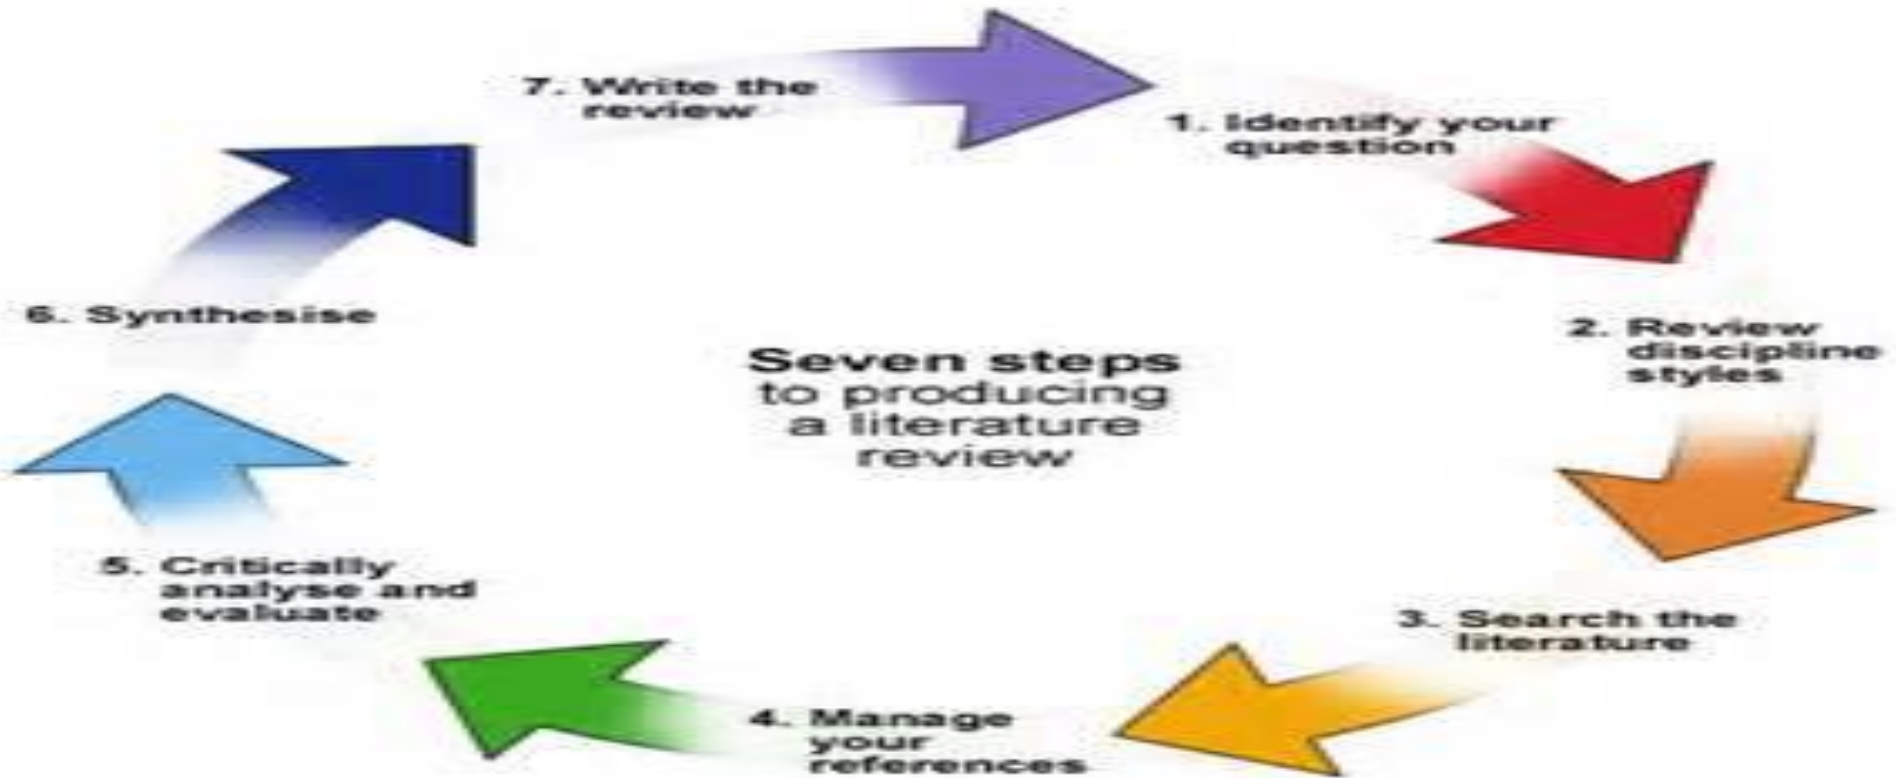 Seven steps
to producing
a literature
review
1. Identify your
question
2. Review
discipline
styles
3. Search the
literature
4. Manage
your
references
5. Critically
analyse and
evaluate
6. Synthesise
7. Write the
review